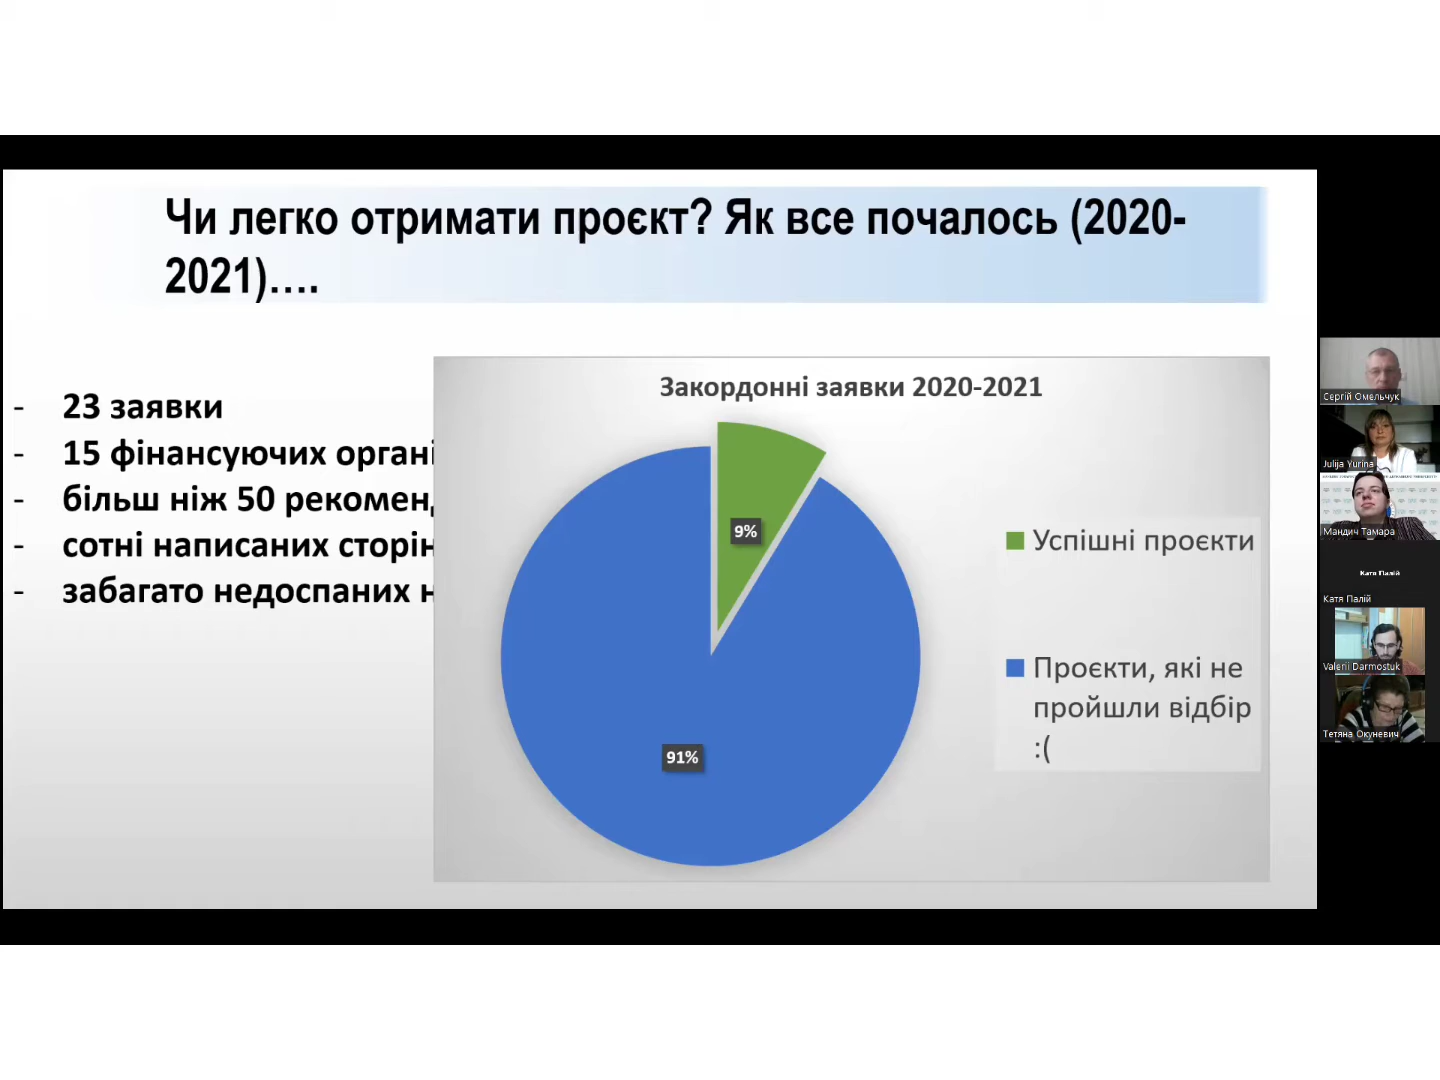 Чи легко отримати проєкт? Як все почалось (2020-
2021)….
- 23 заявки
- 15 фінансуючих органі
- більш ніж 50 рекоменд
- сотні написаних сторін
- забагато недоспаних н
Закордонні заявки 2020-2021
9%
91%
Успішні проєкти
Проєкти, які не
пройшли відбір
:(
Сергій Омельчук
Julija Yurina
Мандич Тамара
Катя Палій
Катя Палій
Valerii Darmostuk
Тетяна Окуневич